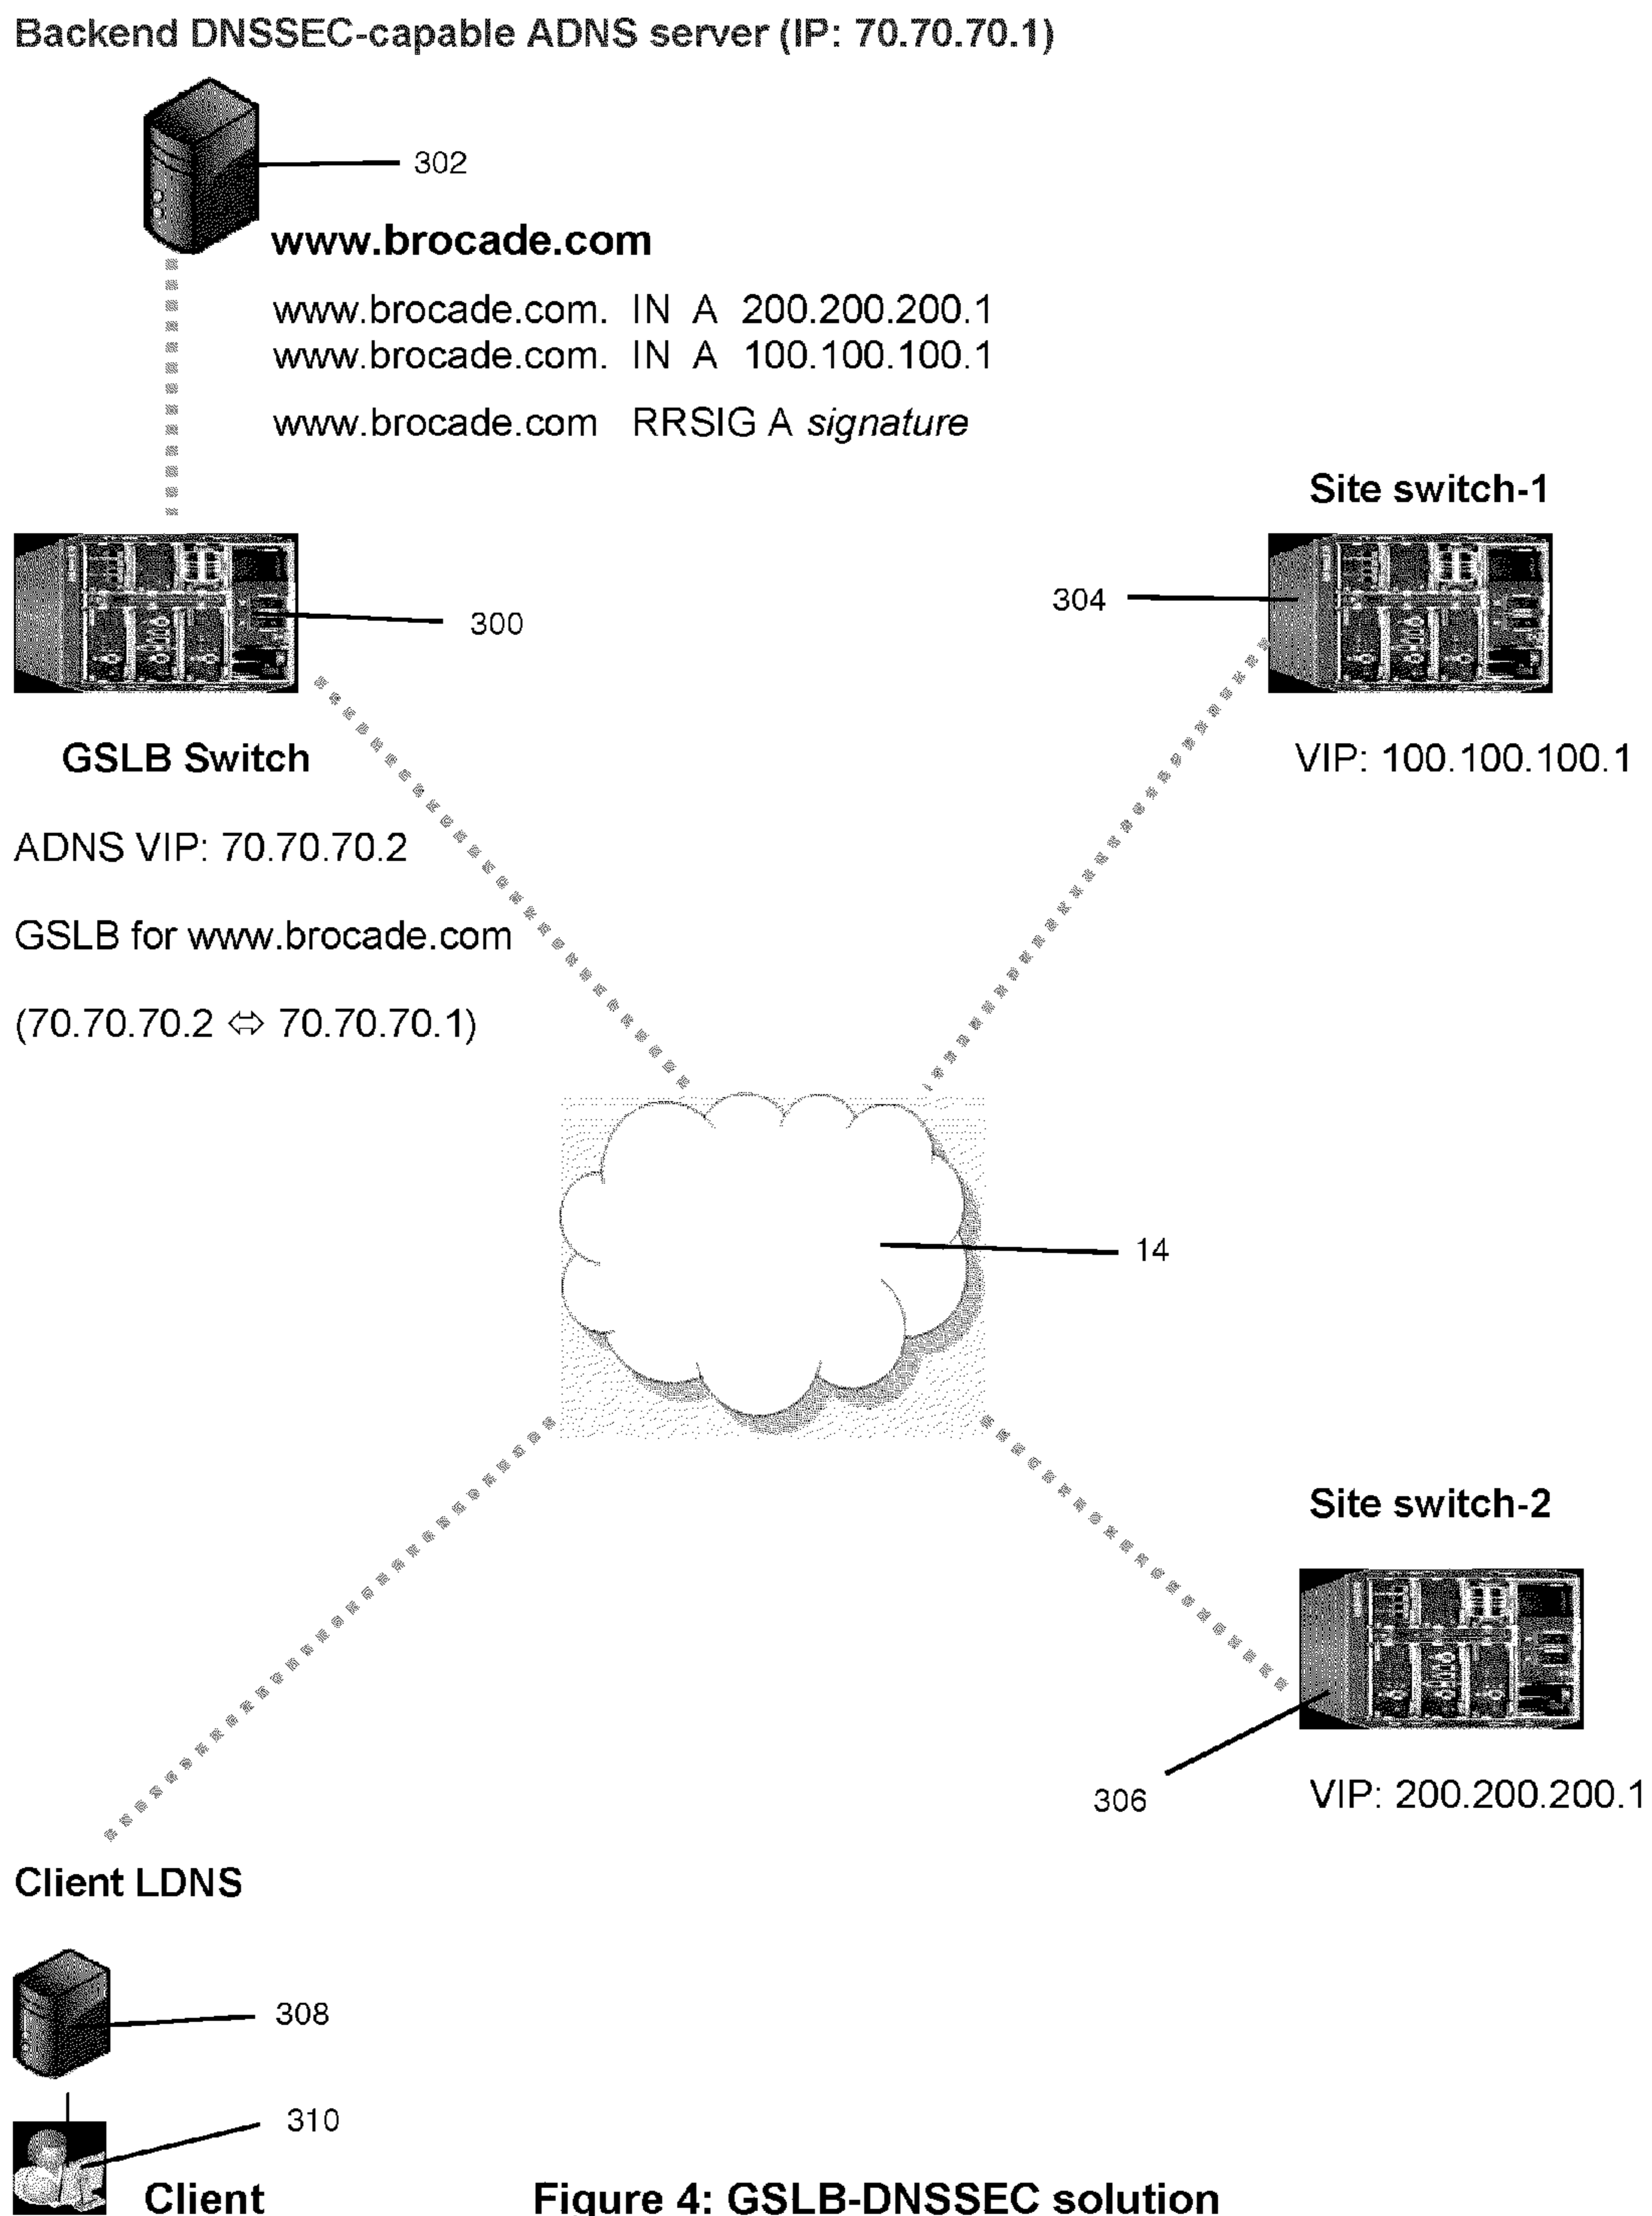 Backend DNSSEC-capable ADNS server (IP: 70.70.70.1)
302
www.brocade.com
www.brocade.com. IN A 200.200.200.1
www.brocade.com. IN A 100.100.100.1
www.brocade.com RRSIG A signature
Site switch-1
304
300
GSLB Switch
VIP: 100.100.100.1
ADNS VIP: 70.70.70.2
GSLB for www.brocade.com
(70.70.70.2 ⇔ 70.70.70.1)
14
Site switch-2
306
VIP: 200.200.200.1
Client LDNS
308
310
Client
Figure 4: GSLB-DNSSEC solution